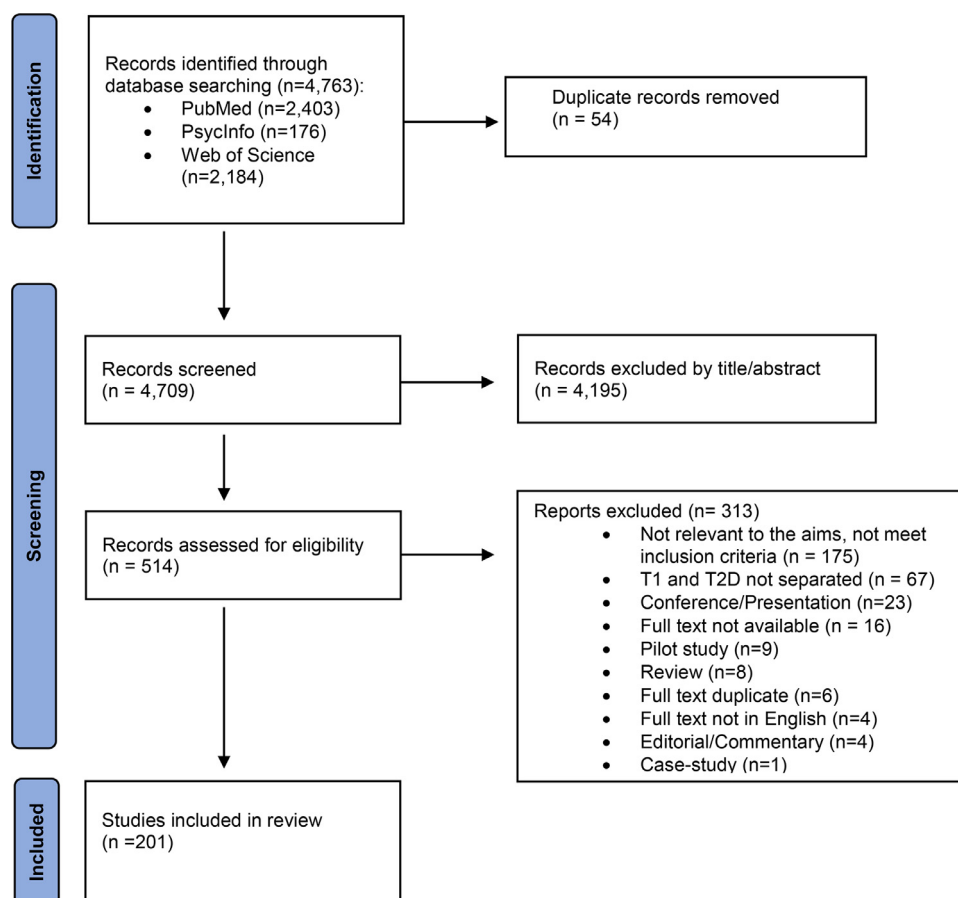 Identification
Records identified through
database searching (n=4,763):
• PubMed (n=2,403)
• PsycInfo (n=176)
• Web of Science
(n=2,184)
Duplicate records removed
(n = 54)
Screening
Records screened
(n = 4,709)
Records excluded by title/abstract
(n = 4,195)
Records assessed for eligibility
(n = 514)
Reports excluded (n= 313)
• Not relevant to the aims, not meet
inclusion criteria (n = 175)
• T1 and T2D not separated (n = 67)
• Conference/Presentation (n=23)
• Full text not available (n = 16)
• Pilot study (n=9)
• Review (n=8)
• Full text duplicate (n=6)
• Full text not in English (n=4)
• Editorial/Commentary (n=4)
• Case-study (n=1)
Included
Studies included in review
(n =201)